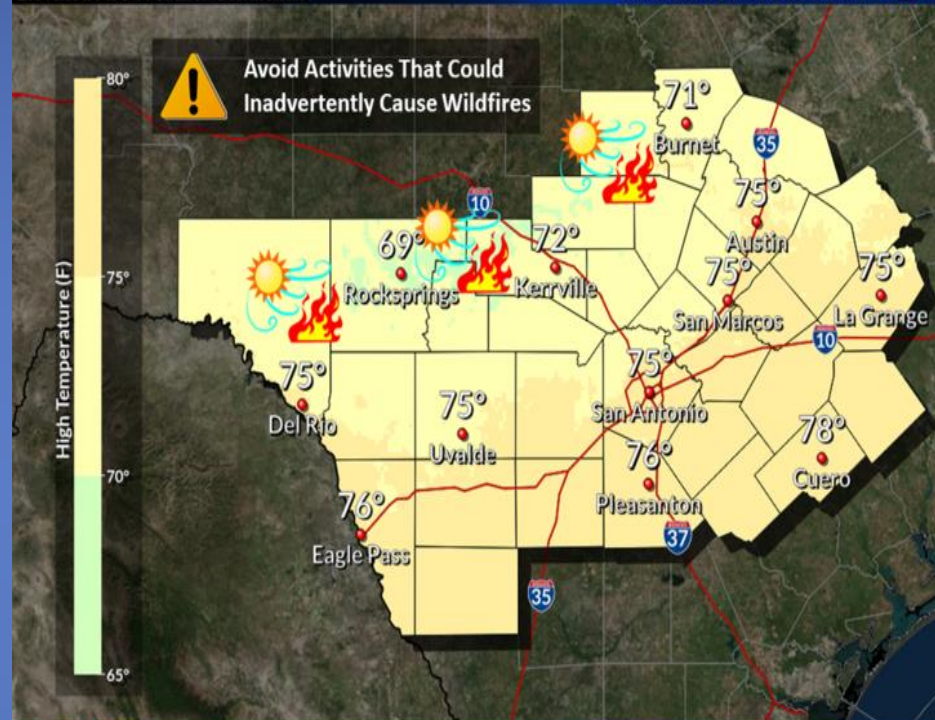 Avoid Activities That Could
Inadvertently Cause Wildfires
80°
75°
70°
65°
High Temperature (F)
71°
Burnet
35
75°
Austin
10
69°
Rocksprings
72°
Kerrville
75°
San Marcos
75°
La Grange
10
75°
Del Rio
75°
Uvalde
75°
San Antonio
78°
Cuero
76°
Pleasanton
76°
Eagle Pass
37
35